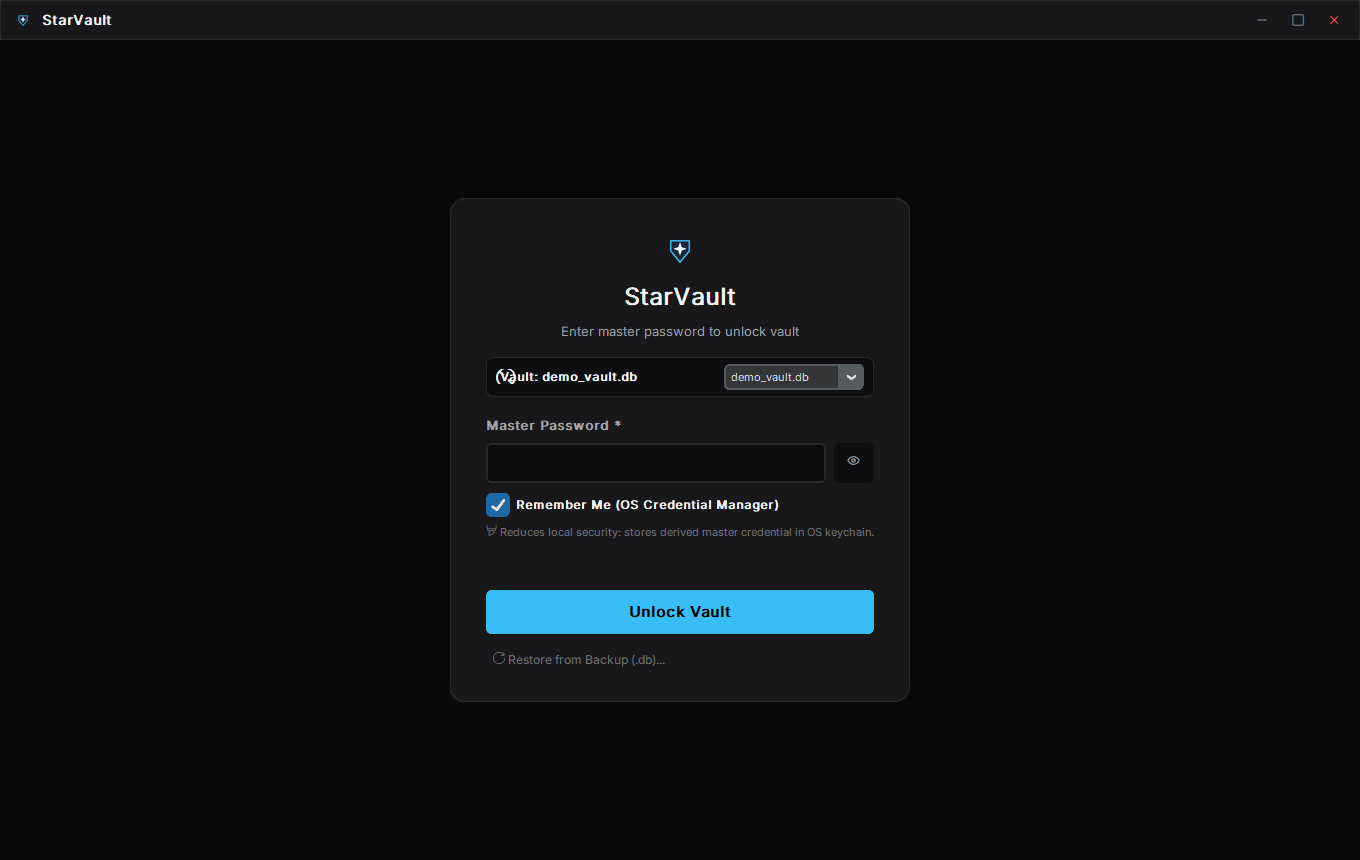 StarVault
StarVault
Enter master password to unlock vault
Vault: demo_vault.db
demo_vault.db
Master Password *
Remember Me (OS Credential Manager)
Reduces local security: stores derived master credential in OS keychain.
Unlock Vault
Restore from Backup (.db)...